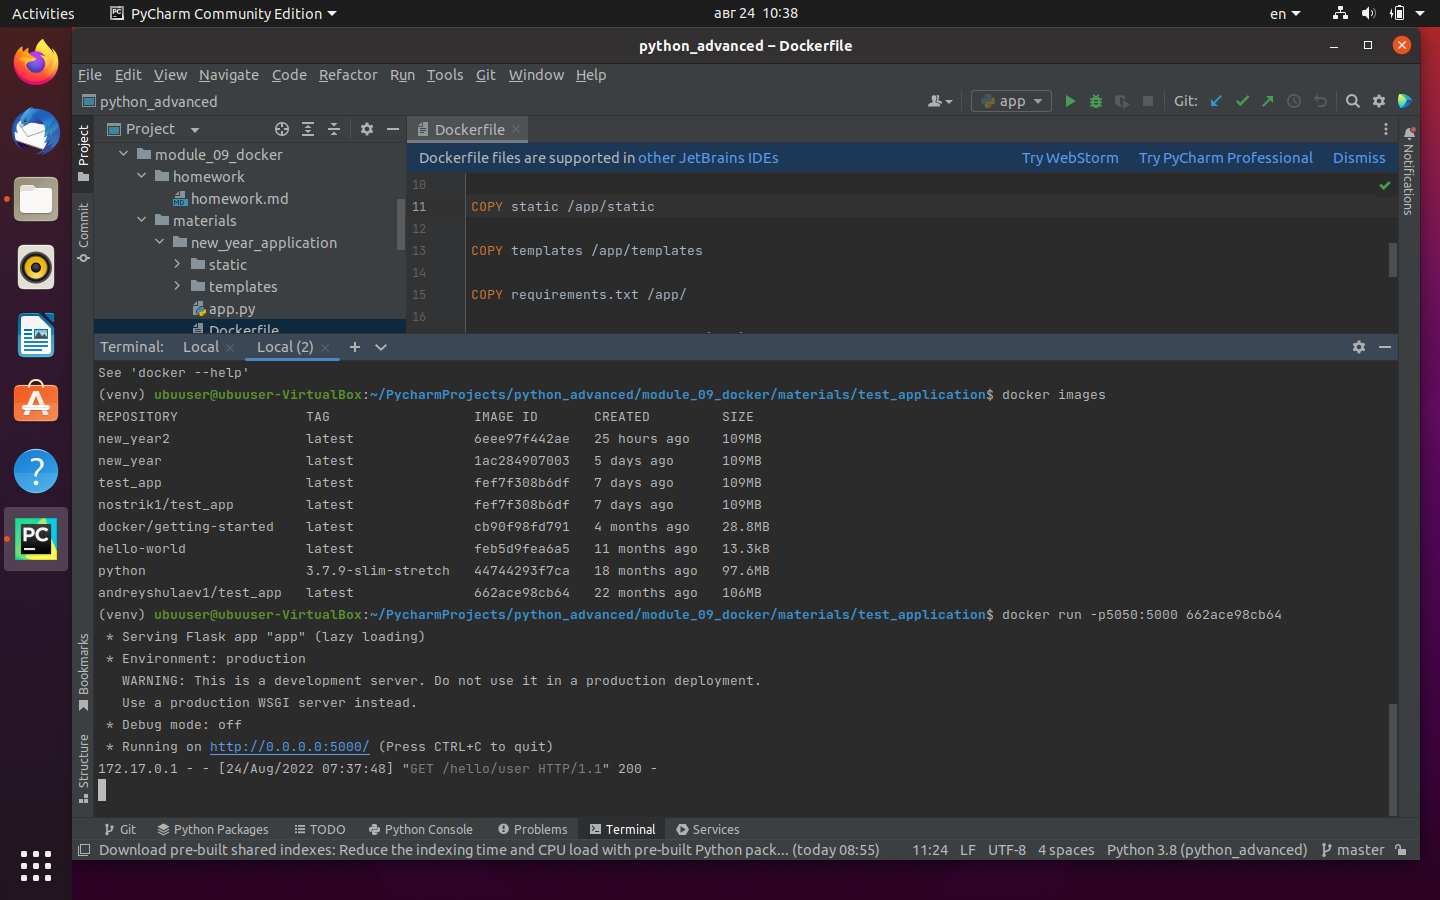 Activities PyCharm Community Edition авг 24 10:38 en
python_advanced – Dockerfile
File Edit View Navigate Code Refactor Run Tools Git Window Help
python_advanced app Git:
Project Dockerfile
Project
Commit
Bookmarks
Structure
Notifications
module_09_docker
homework
homework.md
materials
new_year_application
static
templates
app.py
Dockerfile
Dockerfile files are supported in other JetBrains IDEs Try WebStorm Try PyCharm Professional Dismiss
10
11 COPY static /app/static
12
13 COPY templates /app/templates
14
15 COPY requirements.txt /app/
16
Terminal: Local Local (2)
See 'docker --help'
(venv) ubuuser@ubuuser-VirtualBox:~/PycharmProjects/python_advanced/module_09_docker/materials/test_application$ docker images
REPOSITORY TAG IMAGE ID CREATED SIZE
new_year2 latest 6eee97f442ae 25 hours ago 109MB
new_year latest 1ac284907003 5 days ago 109MB
test_app latest fef7f308b6df 7 days ago 109MB
nostrik1/test_app latest fef7f308b6df 7 days ago 109MB
docker/getting-started latest cb90f98fd791 4 months ago 28.8MB
hello-world latest feb5d9fea6a5 11 months ago 13.3kB
python 3.7.9-slim-stretch 44744293f7ca 18 months ago 97.6MB
andreyshulaev1/test_app latest 662ace98cb64 22 months ago 106MB
(venv) ubuuser@ubuuser-VirtualBox:~/PycharmProjects/python_advanced/module_09_docker/materials/test_application$ docker run -p5050:5000 662ace98cb64
* Serving Flask app "app" (lazy loading)
* Environment: production
WARNING: This is a development server. Do not use it in a production deployment.
Use a production WSGI server instead.
* Debug mode: off
* Running on http://0.0.0.0:5000/ (Press CTRL+C to quit)
172.17.0.1 - - [24/Aug/2022 07:37:48] "GET /hello/user HTTP/1.1" 200 -
Git Python Packages TODO Python Console Problems Terminal Services
Download pre-built shared indexes: Reduce the indexing time and CPU load with pre-built Python pack... (today 08:55) 11:24 LF UTF-8 4 spaces Python 3.8 (python_advanced) master